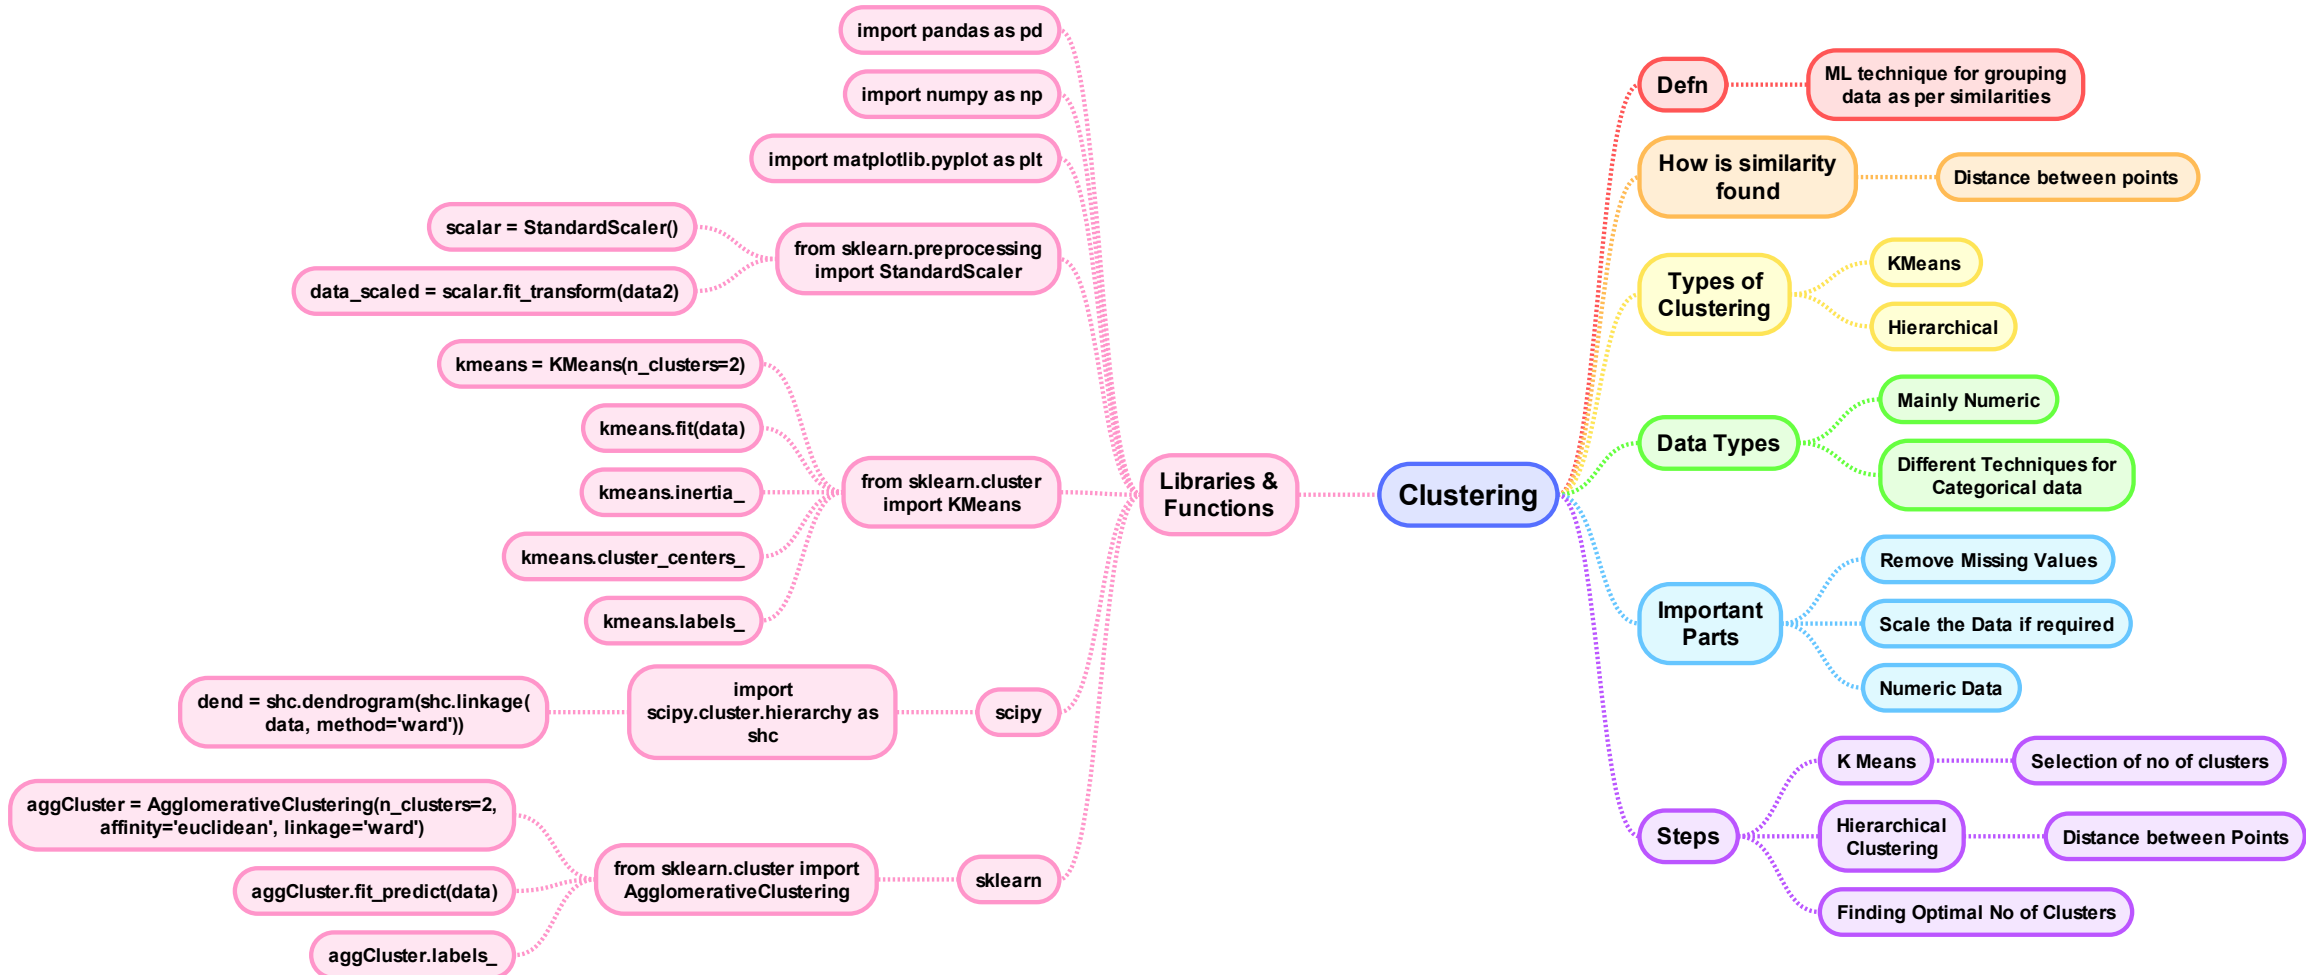 Clustering
Defn
ML technique for grouping
data as per similarities
How is similarity
found
Distance between points
Types of
Clustering
KMeans
Hierarchical
Data Types
Mainly Numeric
Different Techniques for
Categorical data
Important
Parts
Remove Missing Values
Scale the Data if required
Numeric Data
Steps
K Means
Selection of no of clusters
Hierarchical
Clustering
Distance between Points
Finding Optimal No of Clusters
Libraries &
Functions
import pandas as pd
import numpy as np
import matplotlib.pyplot as plt
from sklearn.preprocessing
import StandardScaler
scalar = StandardScaler()
data_scaled = scalar.fit_transform(data2)
from sklearn.cluster
import KMeans
kmeans = KMeans(n_clusters=2)
kmeans.fit(data)
kmeans.inertia_
kmeans.cluster_centers_
kmeans.labels_
scipy
import
scipy.cluster.hierarchy as
shc
dend = shc.dendrogram(shc.linkage(
data, method='ward'))
sklearn
from sklearn.cluster import
AgglomerativeClustering
aggCluster = AgglomerativeClustering(n_clusters=2,
affinity='euclidean', linkage='ward')
aggCluster.fit_predict(data)
aggCluster.labels_